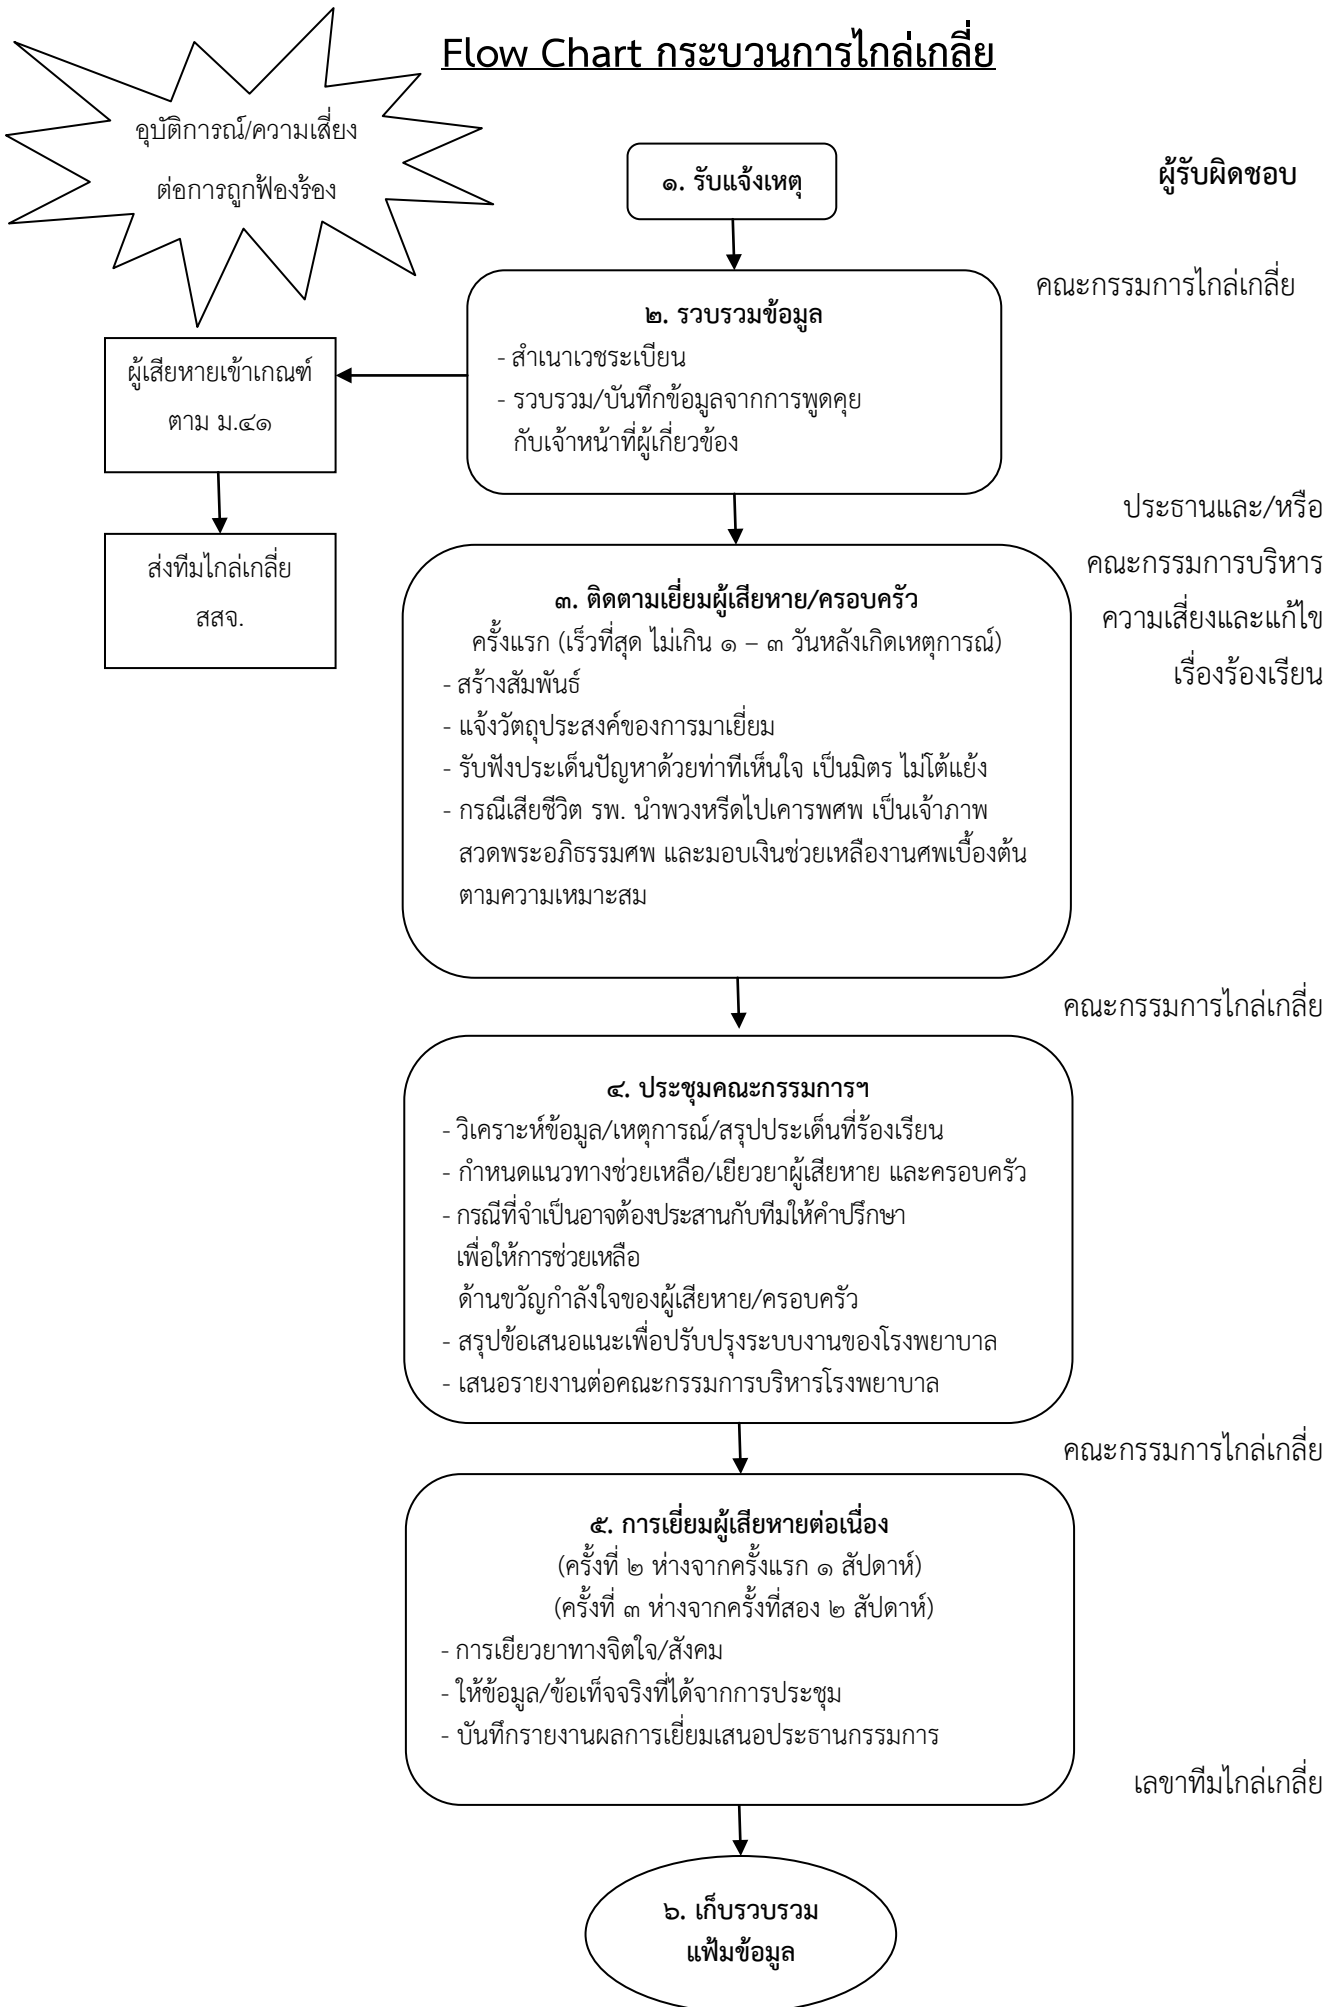 Flow Chart กระบวนการไกล่เกลี่ย
อุบัติการณ์/ความเสี่ยง
ต่อการถูกฟ้องร้อง
๑. รับแจ้งเหตุ
ผู้รับผิดชอบ
คณะกรรมการไกล่เกลี่ย
๒. รวบรวมข้อมูล
- สำเนาเวชระเบียน
- รวบรวม/บันทึกข้อมูลจากการพูดคุย
กับเจ้าหน้าที่ผู้เกี่ยวข้อง
ผู้เสียหายเข้าเกณฑ์
ตาม ม.๔๑
ส่งทีมไกล่เกลี่ย
สสจ.
ประธานและ/หรือ
คณะกรรมการบริหาร
ความเสี่ยงและแก้ไข
เรื่องร้องเรียน
๓. ติดตามเยี่ยมผู้เสียหาย/ครอบครัว
ครั้งแรก (เร็วที่สุด ไม่เกิน ๑ – ๓ วันหลังเกิดเหตุการณ์)
- สร้างสัมพันธ์
- แจ้งวัตถุประสงค์ของการมาเยี่ยม
- รับฟังประเด็นปัญหาด้วยท่าทีเห็นใจ เป็นมิตร ไม่โต้แย้ง
- กรณีเสียชีวิต รพ. นำพวงหรีดไปเคารพศพ เป็นเจ้าภาพ
สวดพระอภิธรรมศพ และมอบเงินช่วยเหลืองานศพเบื้องต้น
ตามความเหมาะสม
คณะกรรมการไกล่เกลี่ย
๔. ประชุมคณะกรรมการฯ
- วิเคราะห์ข้อมูล/เหตุการณ์/สรุปประเด็นที่ร้องเรียน
- กำหนดแนวทางช่วยเหลือ/เยียวยาผู้เสียหาย และครอบครัว
- กรณีที่จำเป็นอาจต้องประสานกับทีมให้คำปรึกษา
เพื่อให้การช่วยเหลือ
ด้านขวัญกำลังใจของผู้เสียหาย/ครอบครัว
- สรุปข้อเสนอแนะเพื่อปรับปรุงระบบงานของโรงพยาบาล
- เสนอรายงานต่อคณะกรรมการบริหารโรงพยาบาล
คณะกรรมการไกล่เกลี่ย
๕. การเยี่ยมผู้เสียหายต่อเนื่อง
(ครั้งที่ ๒ ห่างจากครั้งแรก ๑ สัปดาห์)
(ครั้งที่ ๓ ห่างจากครั้งที่สอง ๒ สัปดาห์)
- การเยียวยาทางจิตใจ/สังคม
- ให้ข้อมูล/ข้อเท็จจริงที่ได้จากการประชุม
- บันทึกรายงานผลการเยี่ยมเสนอประธานกรรมการ
เลขาทีมไกล่เกลี่ย
๖. เก็บรวบรวม
แฟ้มข้อมูล